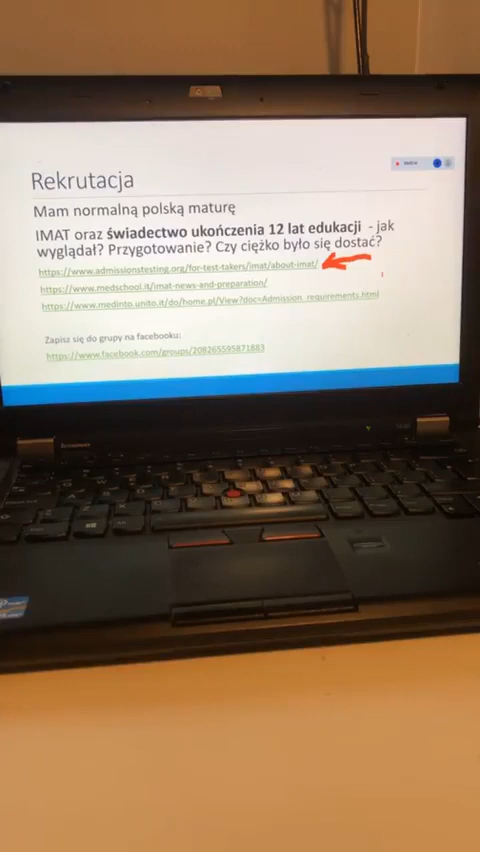 Rekrutacja
Mam normalną polską maturę
IMAT oraz świadectwo ukończenia 12 lat edukacji - jak
wyglądał? Przygotowanie? Czy ciężko było się dostać?
https://www.admissionstesting.org/for-test-takers/imat/about-imat/
https://www.medschool.it/imat-news-and-preparation/
https://www.medinto.unito.it/do/home.pl/View?doc=Admission_requirements.html
Zapisz się do grupy na facebooku:
https://www.facebook.com/groups/208265595871883
lenovo